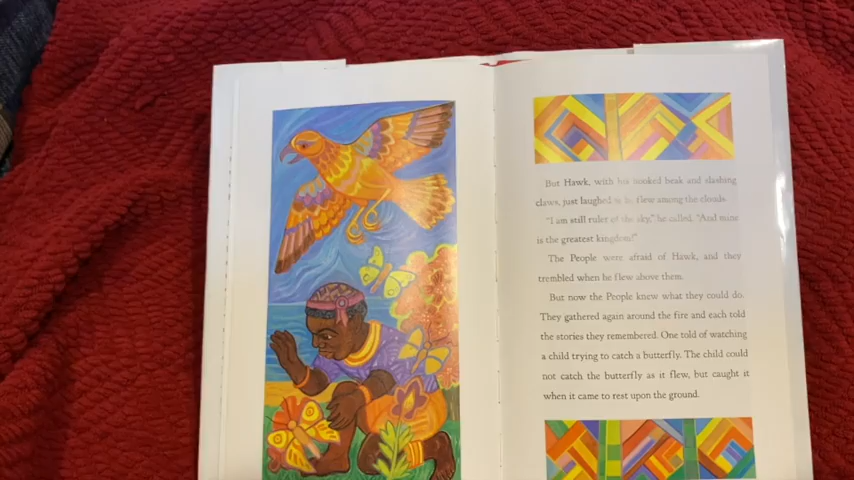 But Hawk, with his hooked beak and slashing
claws, just laughed as he flew among the clouds.
"I am still ruler of the sky," he called. "And mine
is the greatest kingdom!"
The People were afraid of Hawk, and they
trembled when he flew above them.
But now the People knew what they could do.
They gathered again around the fire and each told
the stories they remembered. One told of watching
a child trying to catch a butterfly. The child could
not catch the butterfly as it flew, but caught it
when it came to rest upon the ground.